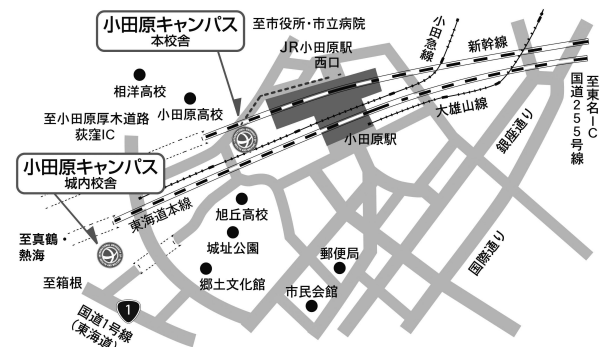 小田原キャンパス
本校舎
至市役所・市立病院
小田急線
新幹線
JR小田原駅
西口
相洋高校
小田原高校
至小田原厚木道路
荻窪IC
大雄山線
国道255号線
至東名IC
小田原駅
銀座通り
小田原キャンパス
城内校舎
東海道本線
旭丘高校
城址公園
至真鶴・
熱海
郵便局
国際通り
郷土文化館
至箱根
市民会館
1
国道1号線
(東海道)